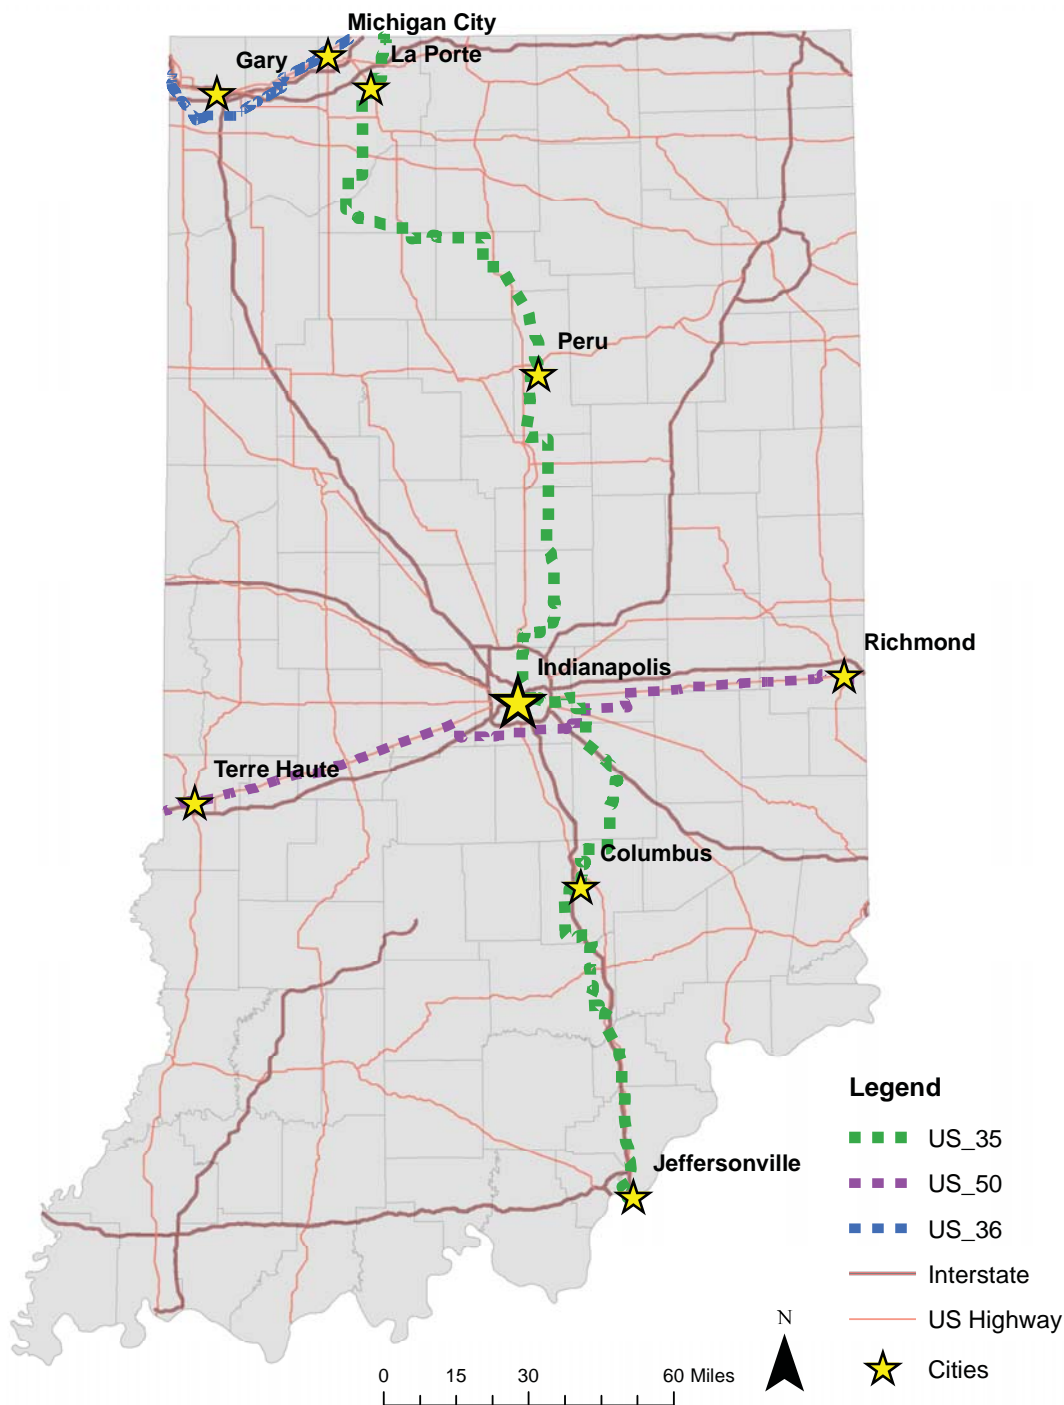 Michigan City
La Porte
Gary
Peru
Richmond
Indianapolis
Terre Haute
Columbus
Jeffersonville
Legend
US_35
US_50
US_36
Interstate
US Highway
Cities
N
0 15 30 60 Miles